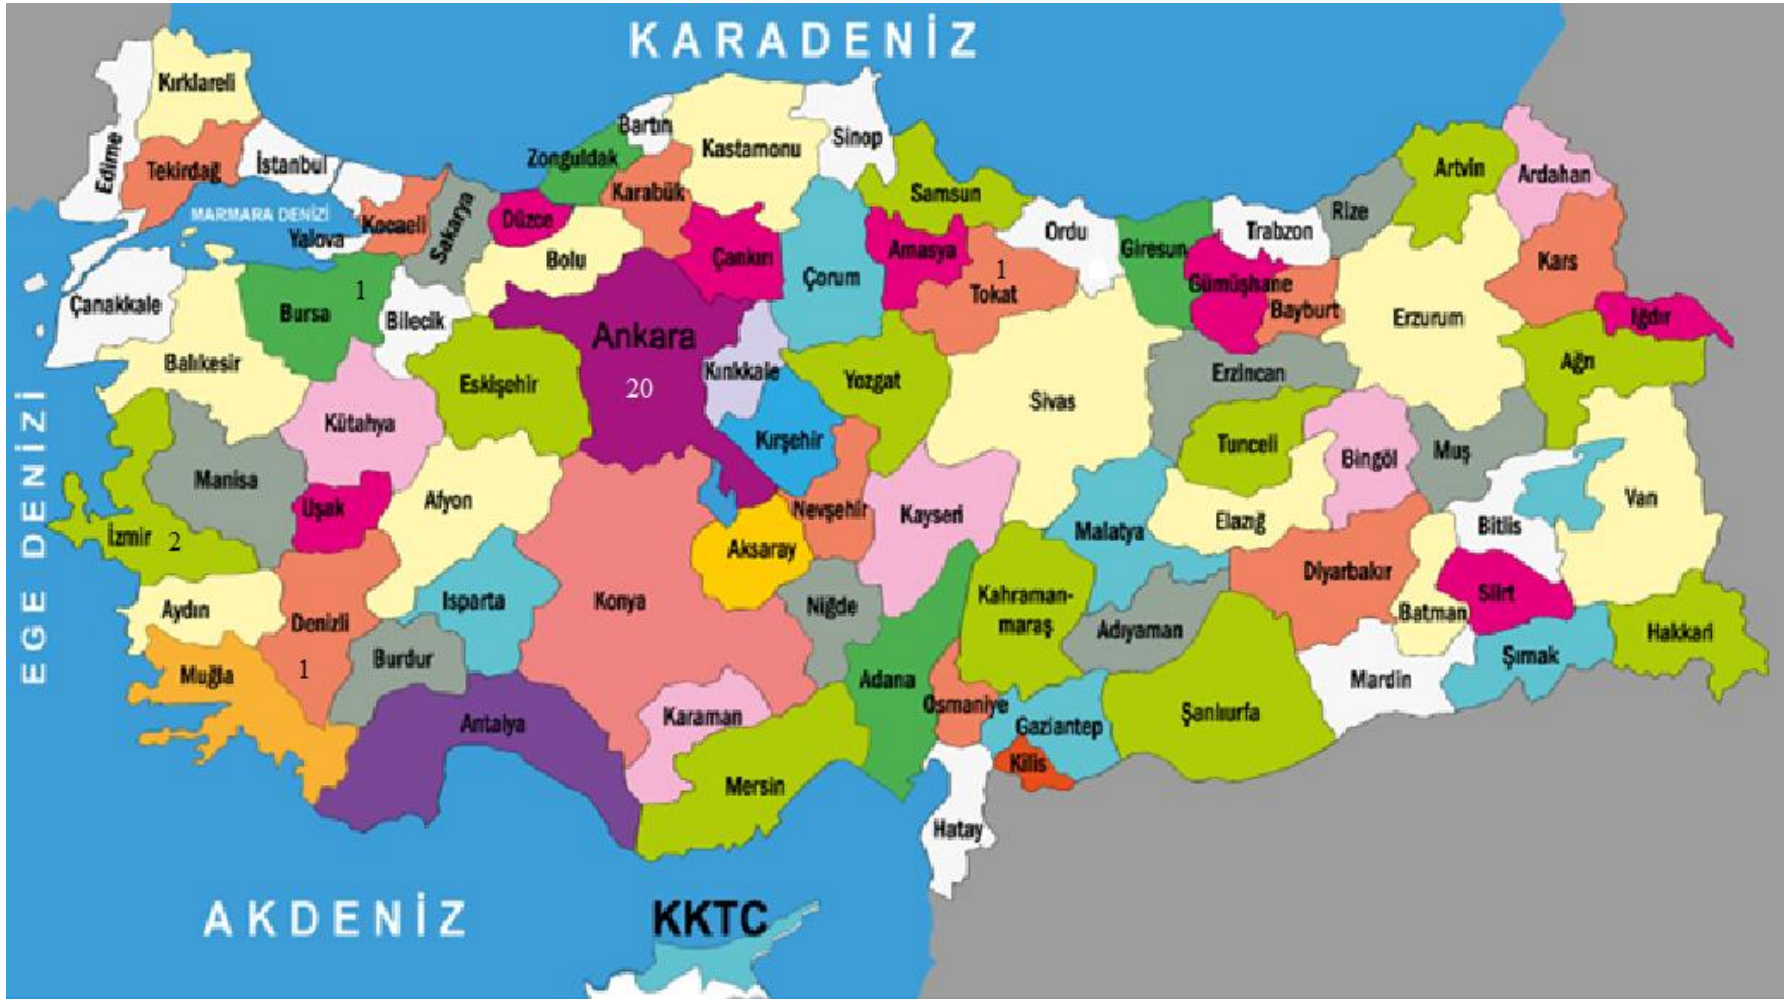 KARADENİZ
Kırklareli
Edirne
Tekirdağ
İstanbul
MARMARA DENİZİ
Yalova
Kocaeli
Sakarya
Düzce
Zonguldak
Bartın
Karabük
Kastamonu
Sinop
Samsun
Bolu
Çankırı
Çorum
Amasya
1
Tokat
Ordu
Giresun
Trabzon
Rize
Artvin
Ardahan
Kars
Gümüşhane
Bayburt
Erzurum
Iğdır
Ağrı
Çanakkale
Bursa
1
Bilecik
Balıkesir
Eskişehir
Ankara
20
Kırıkkale
Yozgat
Sivas
Erzincan
Tunceli
Bingöl
Muş
Kütahya
Kırşehir
EGE DENİZİ
Manisa
Uşak
Afyon
Nevşehir
Kayseri
Malatya
Elazığ
Bitlis
Van
İzmir
2
Aksaray
Aydın
Denizli
1
Isparta
Konya
Niğde
Kahraman-
maraş
Adıyaman
Diyarbakır
Batman
Siirt
Hakkari
Şırnak
Mardin
Muğla
Burdur
Antalya
Karaman
Adana
Osmaniye
Gaziantep
Şanlıurfa
Kilis
Mersin
Hatay
AKDENİZ
KKTC